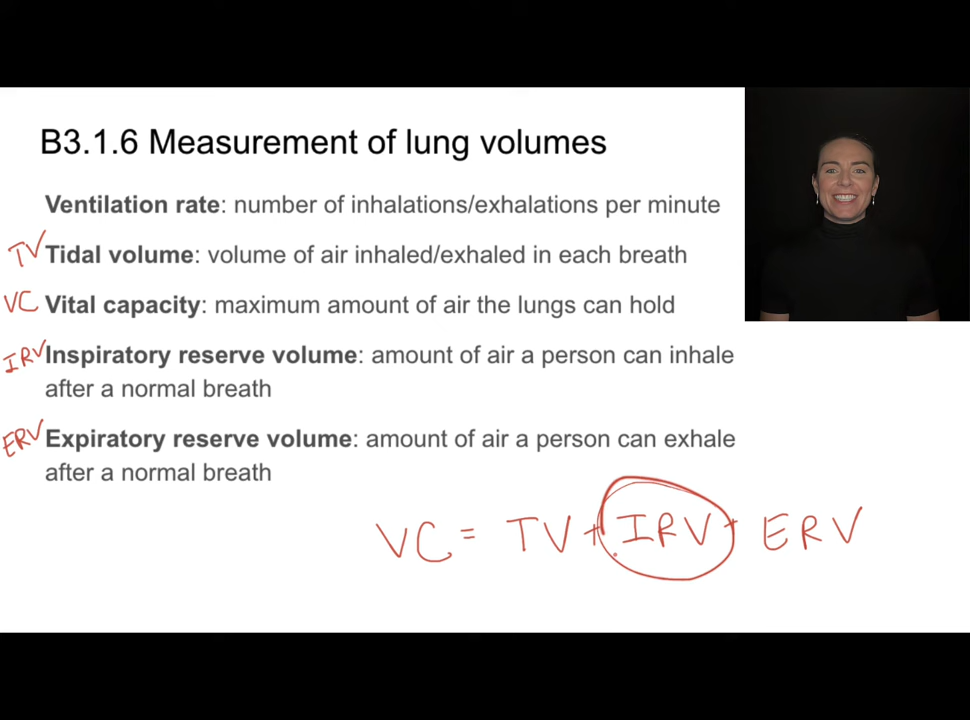 B3.1.6 Measurement of lung volumes
Ventilation rate: number of inhalations/exhalations per minute
TV Tidal volume: volume of air inhaled/exhaled in each breath
VC Vital capacity: maximum amount of air the lungs can hold
IRV Inspiratory reserve volume: amount of air a person can inhale
after a normal breath
ERV Expiratory reserve volume: amount of air a person can exhale
after a normal breath
VC = TV + IRV + ERV